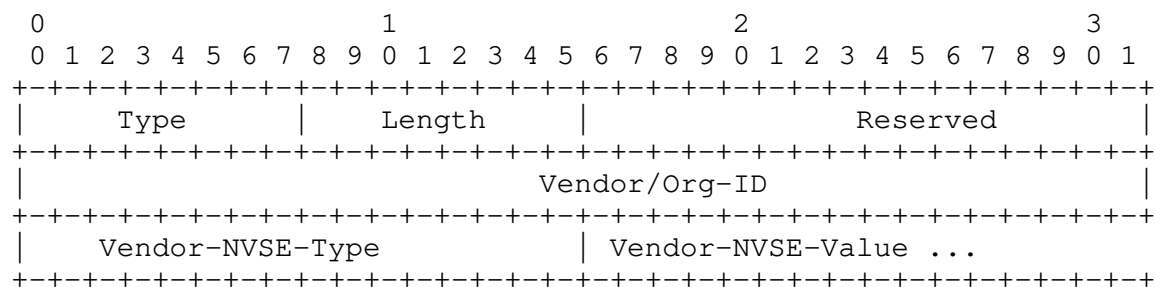 0                   1                   2                   3
 0 1 2 3 4 5 6 7 8 9 0 1 2 3 4 5 6 7 8 9 0 1 2 3 4 5 6 7 8 9 0 1
+-+-+-+-+-+-+-+-+-+-+-+-+-+-+-+-+-+-+-+-+-+-+-+-+-+-+-+-+-+-+-+-+
|     Type      |    Length     |               Reserved        |
+-+-+-+-+-+-+-+-+-+-+-+-+-+-+-+-+-+-+-+-+-+-+-+-+-+-+-+-+-+-+-+-+
|                             Vendor/Org-ID                     |
+-+-+-+-+-+-+-+-+-+-+-+-+-+-+-+-+-+-+-+-+-+-+-+-+-+-+-+-+-+-+-+-+
|    Vendor-NVSE-Type           | Vendor-NVSE-Value ...
+-+-+-+-+-+-+-+-+-+-+-+-+-+-+-+-+-+-+-+-+-+-+-+-+-+-+-+-+-+-+-+-+